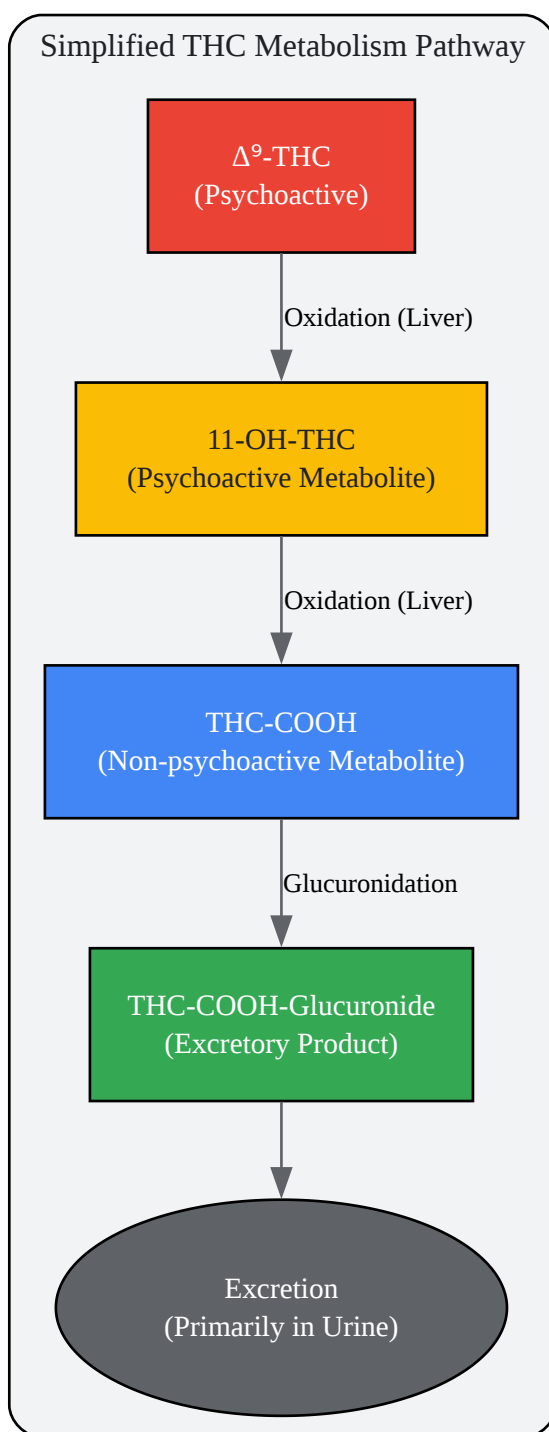 Simplified THC Metabolism Pathway
Δ⁹-THC
(Psychoactive)
Oxidation (Liver)
11-OH-THC
(Psychoactive Metabolite)
Oxidation (Liver)
THC-COOH
(Non-psychoactive Metabolite)
Glucuronidation
THC-COOH-Glucuronide
(Excretory Product)
Excretion
(Primarily in Urine)